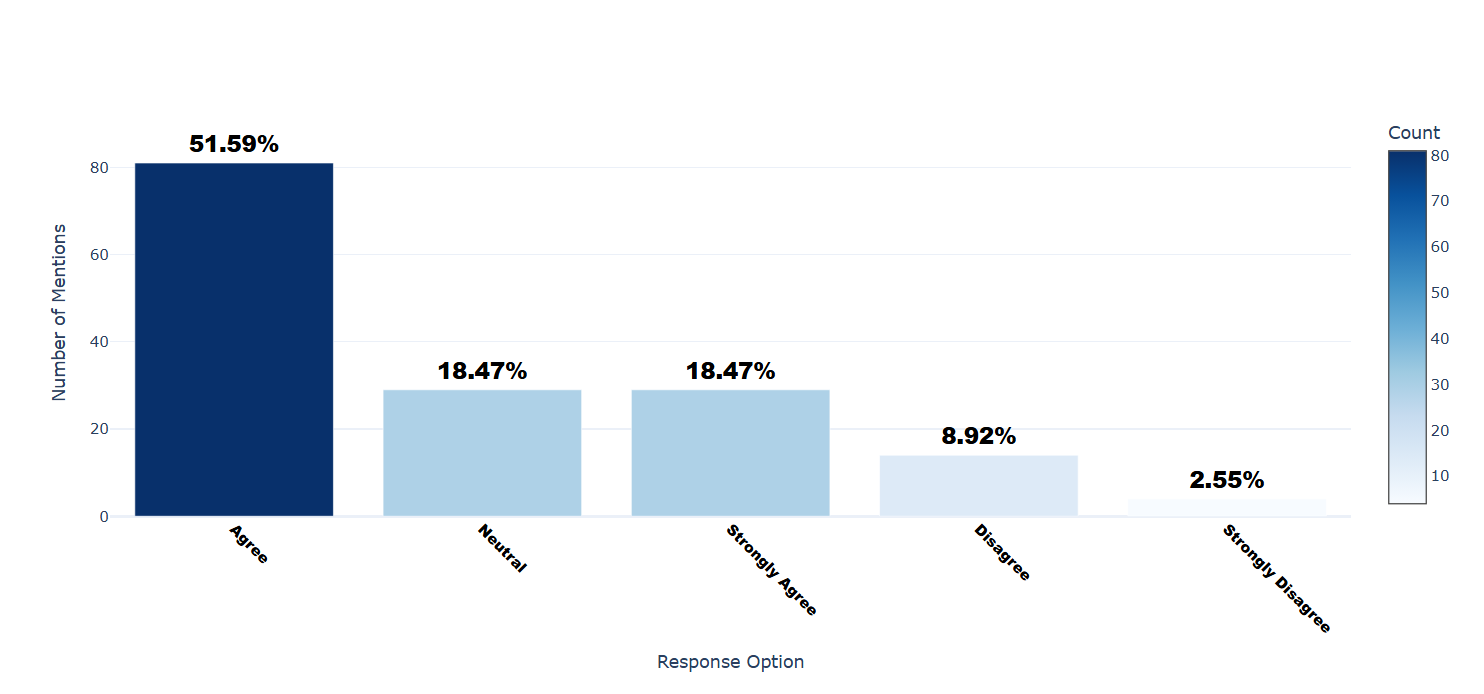 51.59%
18.47%
18.47%
8.92%
2.55%
Number of Mentions
80
60
40
20
0
Agree
Neutral
Strongly Agree
Disagree
Strongly Disagree
Response Option
Count
80
70
60
50
40
30
20
10